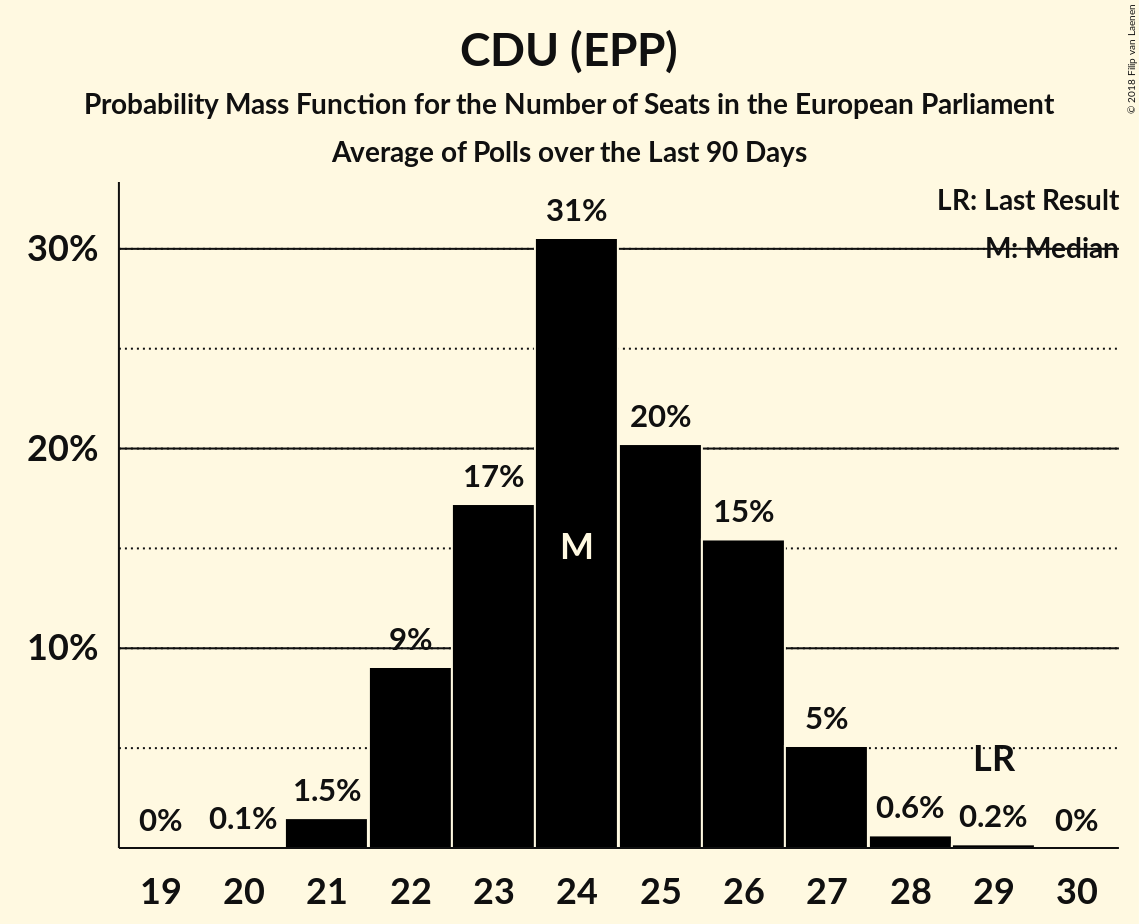 CDU (EPP)
Probability Mass Function for the Number of Seats in the European Parliament
Average of Polls over the Last 90 Days
© 2018 Filip van Laenen
LR: Last Result
M: Median
30%
20%
10%
0%
0.1%
1.5%
9%
17%
31%
20%
15%
5%
0.6%
0.2%
0%
M
LR
19 20 21 22 23 24 25 26 27 28 29 30